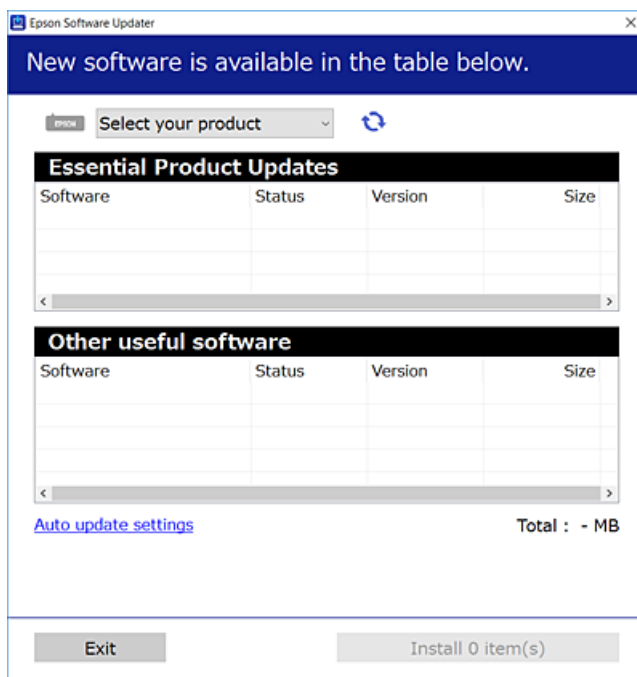 Epson Software Updater
New software is available in the table below.
EPSON Select your product
Essential Product Updates
Software Status Version Size
Other useful software
Software Status Version Size
Auto update settings Total : - MB
Exit Install 0 item(s)